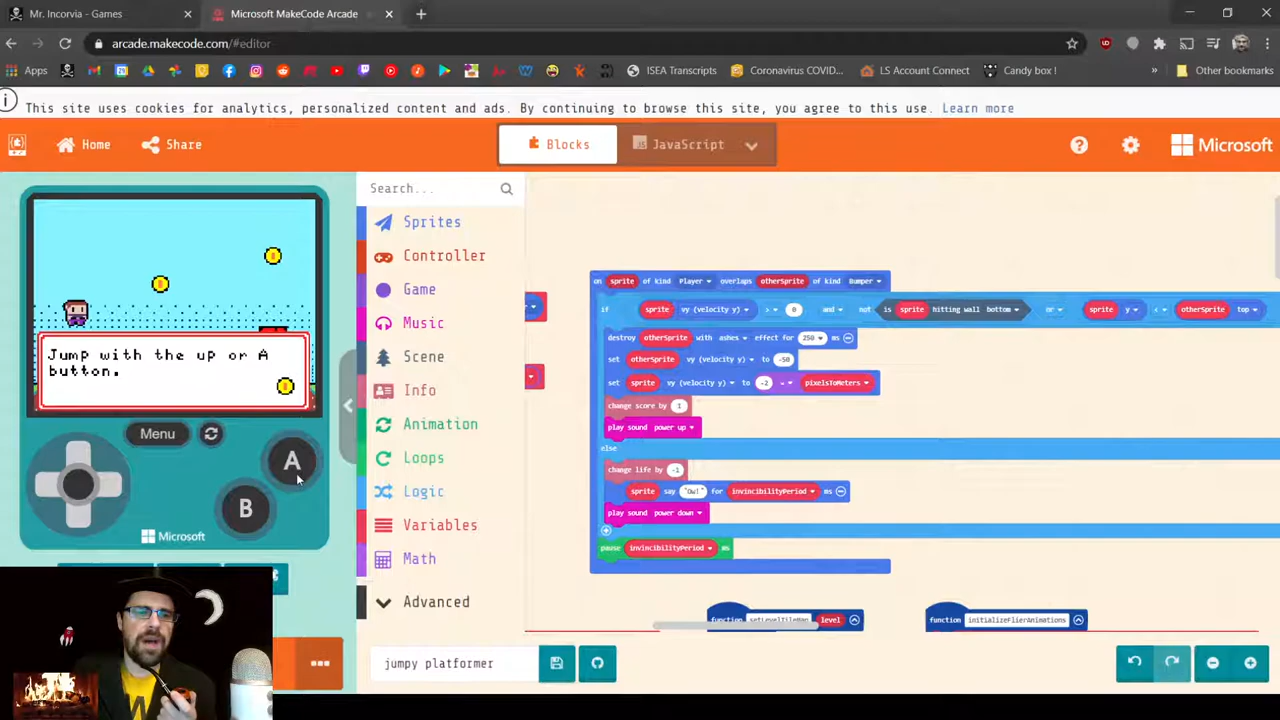 Mr. Incorvia - Games
Microsoft MakeCode Arcade
arcade.makecode.com/#editor
Apps
ISEA Transcripts
Coronavirus COVID...
LS Account Connect
Candy box !
Other bookmarks
This site uses cookies for analytics, personalized content and ads. By continuing to browse this site, you agree to this use. Learn more
Home
Share
Blocks
JavaScript
Microsoft
Jump with the up or A
button.
Menu
A
B
Microsoft
Search...
Sprites
Controller
Game
Music
Scene
Info
Animation
Loops
Logic
Variables
Math
Advanced
on sprite of kind Player overlaps otherSprite of kind Bumper
if sprite vy (velocity y) > 0 and not is sprite hitting wall bottom or sprite y < otherSprite top
destroy otherSprite with ashes effect for 250 ms
set otherSprite vy (velocity y) to -50
set sprite vy (velocity y) to -2 pixelsToMeters
change score by 1
play sound power up
else
change life by -1
sprite say "Ow!" for invincibilityPeriod ms
play sound power down
pause invincibilityPeriod ms
function setLevelTileMap level
function initializeFlierAnimations
jumpy platformer